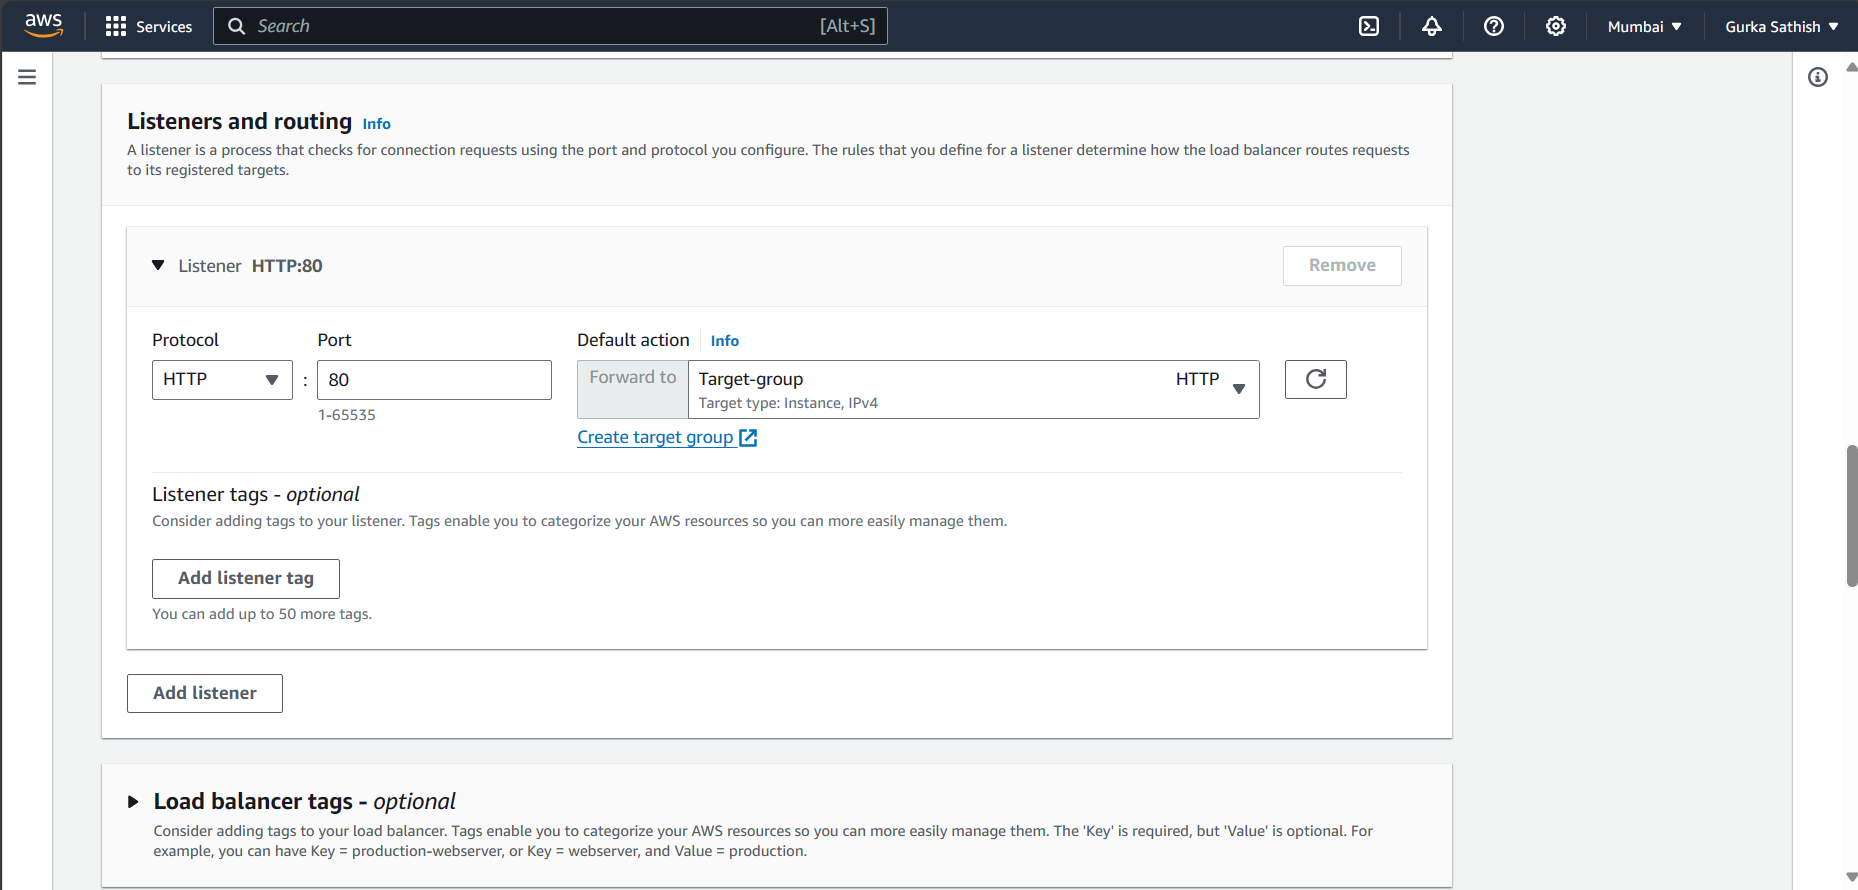 aws Services Search [Alt+S] Mumbai Gurka Sathish
Listeners and routing Info
A listener is a process that checks for connection requests using the port and protocol you configure. The rules that you define for a listener determine how the load balancer routes requests
to its registered targets.
Listener HTTP:80 Remove
Protocol Port Default action Info
HTTP : 80 Forward to Target-group HTTP
1-65535 Target type: Instance, IPv4
Create target group
Listener tags - optional
Consider adding tags to your listener. Tags enable you to categorize your AWS resources so you can more easily manage them.
Add listener tag
You can add up to 50 more tags.
Add listener
Load balancer tags - optional
Consider adding tags to your load balancer. Tags enable you to categorize your AWS resources so you can more easily manage them. The 'Key' is required, but 'Value' is optional. For
example, you can have Key = production-webserver, or Key = webserver, and Value = production.